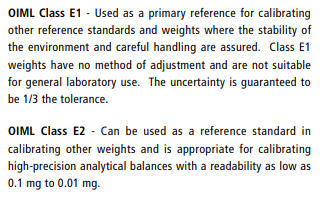 OIML Class E1 - Used as a primary reference for calibrating
other reference standards and weights where the stability of
the environment and careful handling are assured.  Class E1
weights have no method of adjustment and are not suitable
for general laboratory use.  The uncertainty is guaranteed to
be 1/3 the tolerance.
OIML Class E2 - Can be used as a reference standard in
calibrating other weights and is appropriate for calibrating
high-precision analytical balances with a readability as low as
0.1 mg to 0.01 mg.